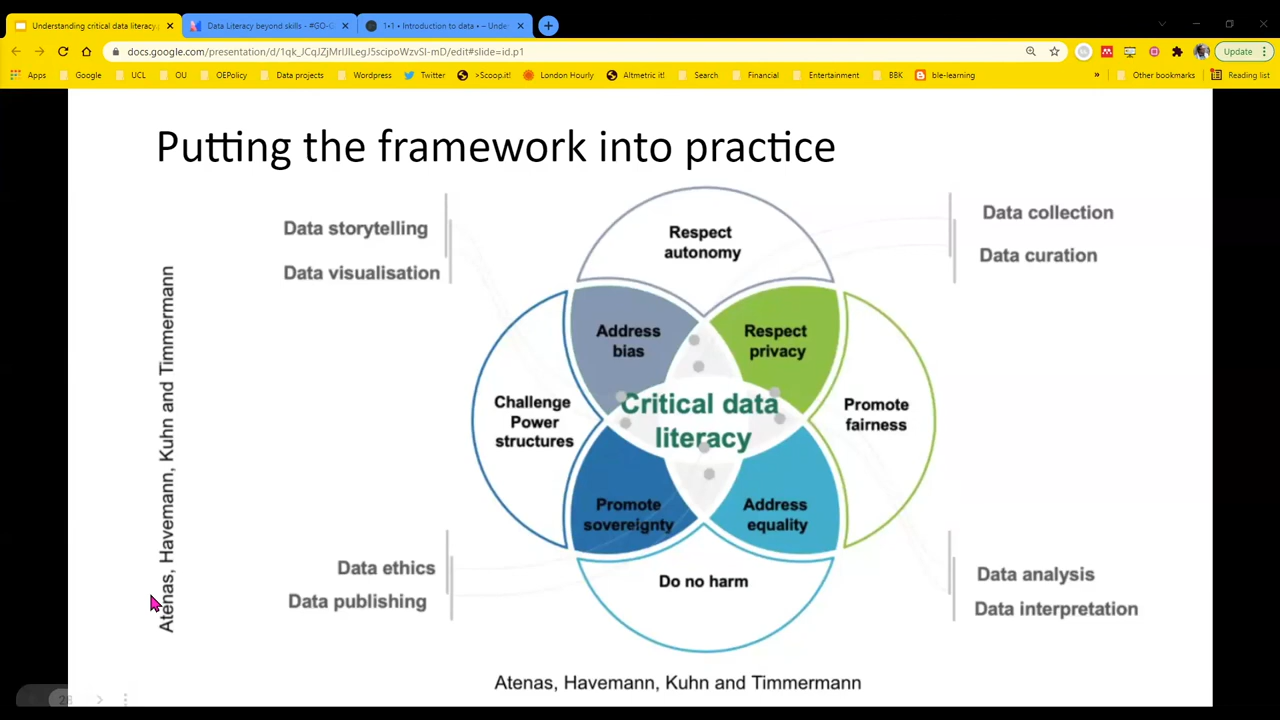 Understanding critical data literacy
Data Literacy beyond skills - #GO-
1•1 • Introduction to data • – Unde
docs.google.com/presentation/d/1qk_JCqJZjMrIJlLegJ5scipoWzvSI-mD/edit#slide=id.p1
Update
Apps
Google
UCL
OU
OEPolicy
Data projects
Wordpress
Twitter
>Scoop.it!
London Hourly
Altmetric it!
Search
Financial
Entertainment
BBK
ble-learning
»
Other bookmarks
Reading list
Putting the framework into practice
Data storytelling
Data visualisation
Respect
autonomy
Data collection
Data curation
Address
bias
Respect
privacy
Challenge
Power
structures
Critical data
literacy
Promote
fairness
Promote
sovereignty
Address
equality
Data ethics
Data publishing
Do no harm
Data analysis
Data interpretation
Atenas, Havemann, Kuhn and Timmermann
Atenas, Havemann, Kuhn and Timmermann
28